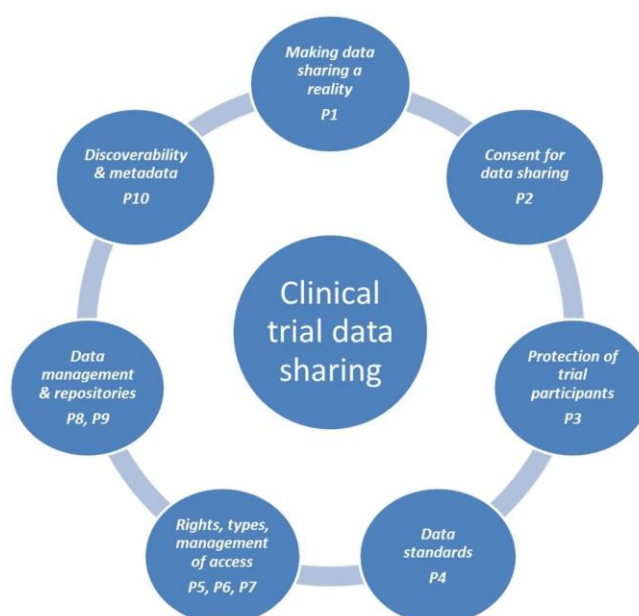 Making data
sharing a
reality
P1
Consent for
data sharing
P2
Protection of
trial
participants
P3
Data
standards
P4
Rights, types,
management
of access
P5, P6, P7
Data
management
& repositories
P8, P9
Discoverability
& metadata
P10
Clinical
trial data
sharing